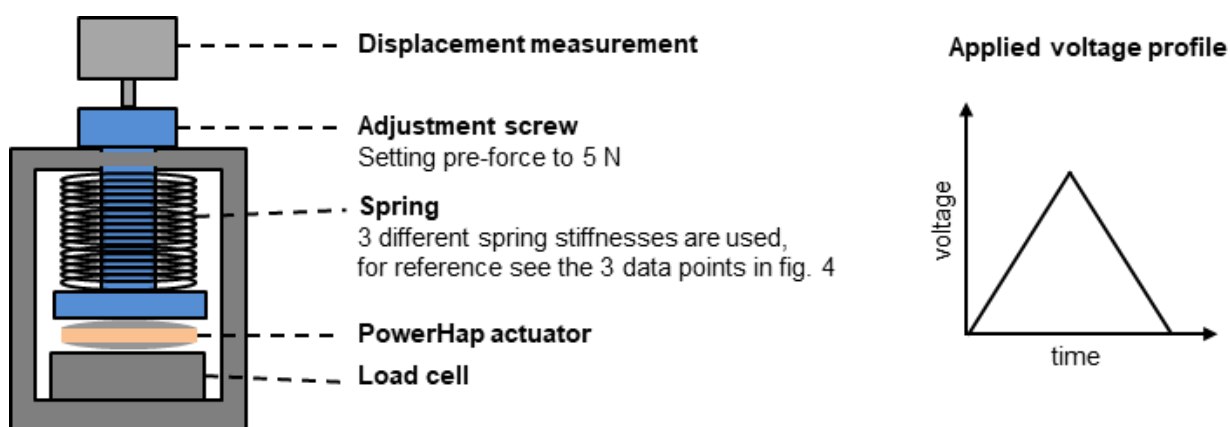 Displacement measurement
Adjustment screw
Setting pre-force to 5 N
Spring
3 different spring stiffnesses are used,
for reference see the 3 data points in fig. 4
PowerHap actuator
Load cell
Applied voltage profile
voltage
time